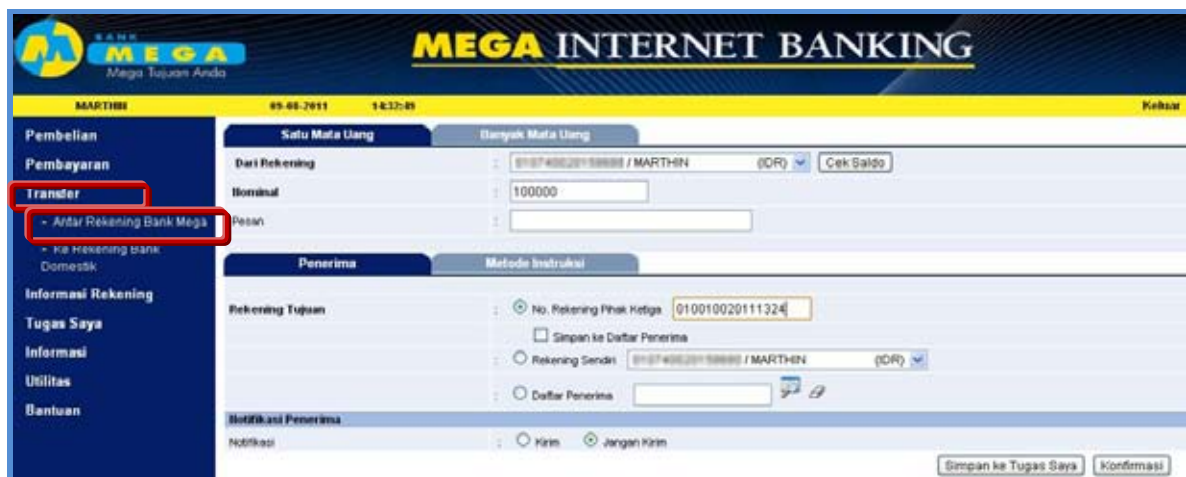 BANK
MEGA
Mega Tujuan Anda
MEGA INTERNET BANKING
MARTHIN 09-08-2011 14:32:49 Keluar
Pembelian
Pembayaran
Transfer
- Antar Rekening Bank Mega
- Ke Rekening Bank
Domestik
Informasi Rekening
Tugas Saya
Informasi
Utilitas
Bantuan
Satu Mata Uang Banyak Mata Uang
Dari Rekening : / MARTHIN (IDR) Cek Saldo
Nominal : 100000
Pesan :
Penerima Metode Instruksi
Rekening Tujuan : No. Rekening Pihak Ketiga 010010020111324
Simpan ke Daftar Penerima
: Rekening Sendiri / MARTHIN (IDR)
: Daftar Penerima
Notifikasi Penerima
Notifikasi : Kirim Jangan Kirim
Simpan ke Tugas Saya Konfirmasi